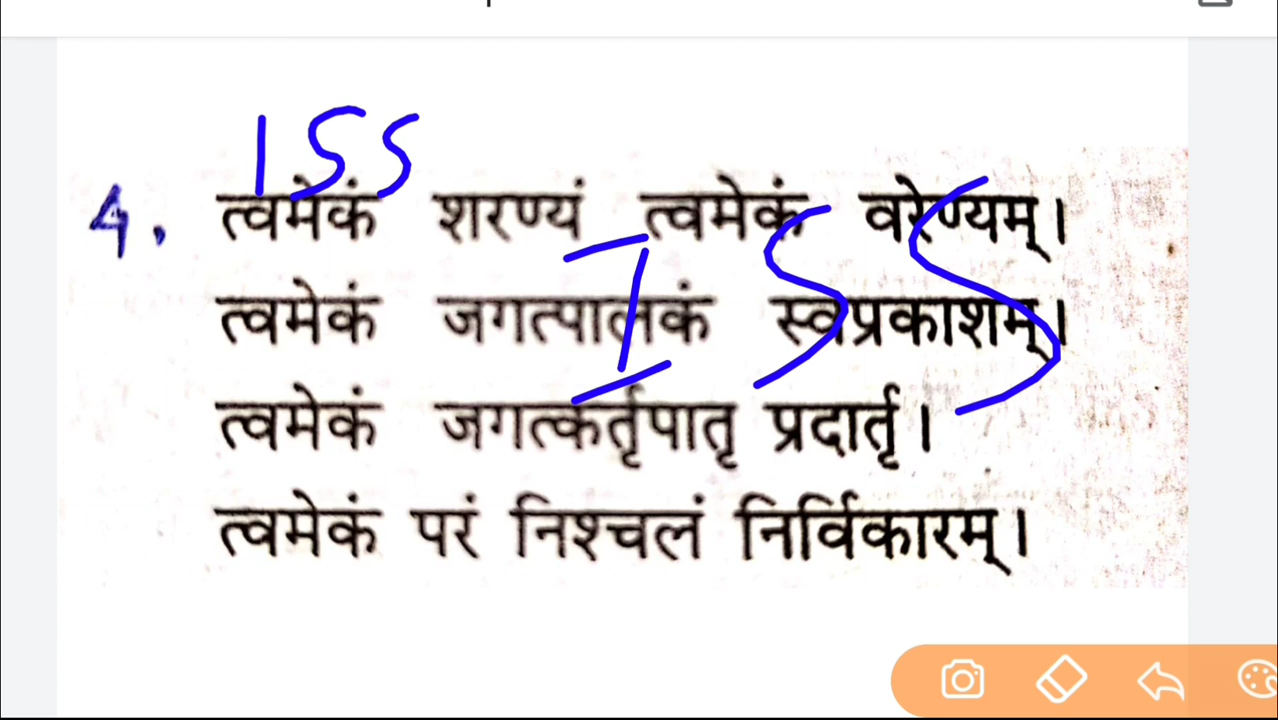 ISS
4. त्वमेकं शरण्यं त्वमेकं वरेण्यम्।
ISS
त्वमेकं जगत्पालकं स्वप्रकाशम्।
त्वमेकं जगत्कर्तृपातृ प्रदार्तृ।
त्वमेकं परं निश्चलं निर्विकारम्।